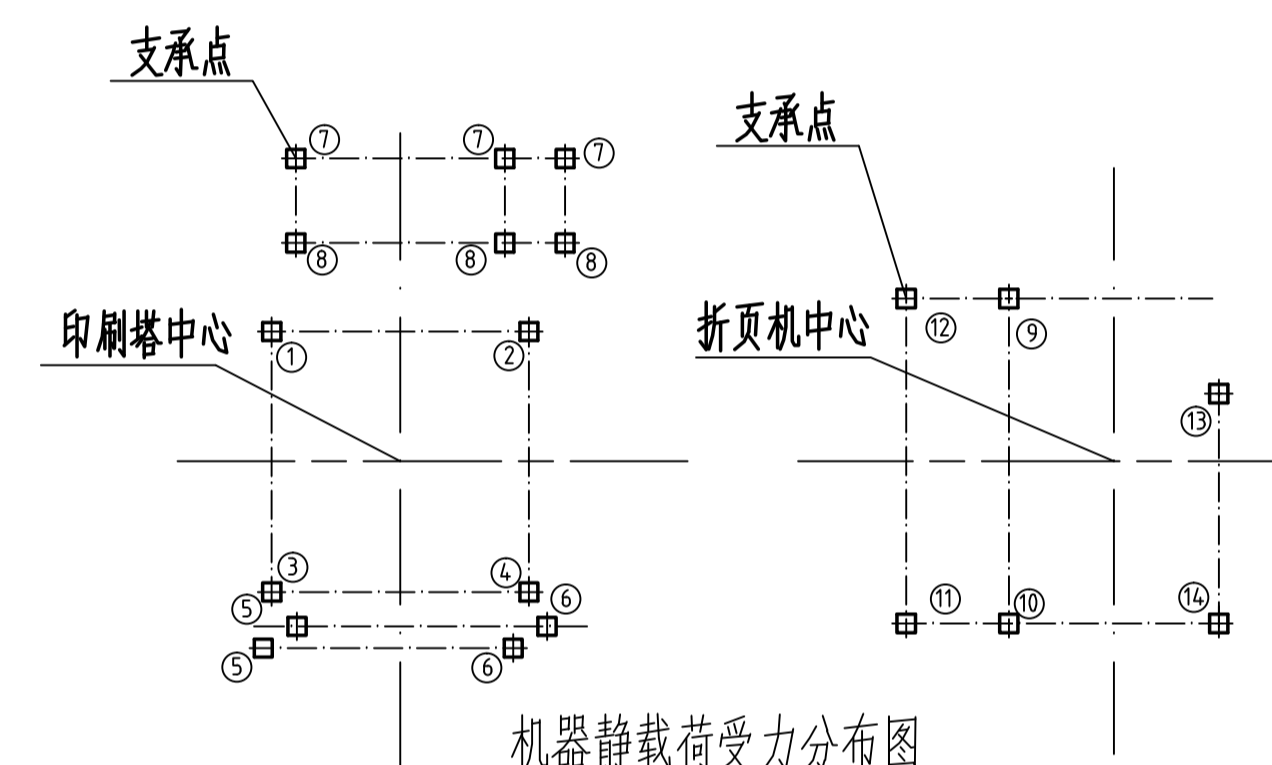 支承点
⑦ ⑦ ⑦
⑧ ⑧ ⑧
印刷塔中心
① ②
③ ④
⑤ ⑥
⑤ ⑥
支承点
折页机中心
⑫ ⑨
⑬
⑪ ⑩ ⑭
机器静载荷受力分布图